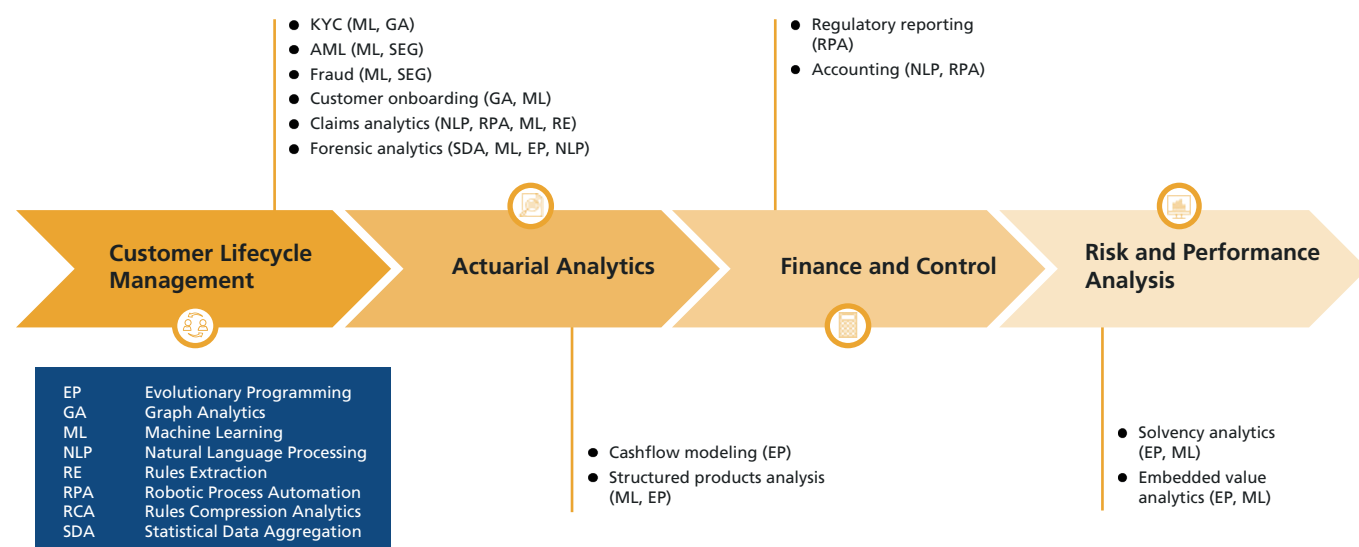 KYC (ML, GA)
AML (ML, SEG)
Fraud (ML, SEG)
Customer onboarding (GA, ML)
Claims analytics (NLP, RPA, ML, RE)
Forensic analytics (SDA, ML, EP, NLP)
Regulatory reporting
(RPA)
Accounting (NLP, RPA)
Customer Lifecycle
Management
Actuarial Analytics
Finance and Control
Risk and Performance
Analysis
EP Evolutionary Programming
GA Graph Analytics
ML Machine Learning
NLP Natural Language Processing
RE Rules Extraction
RPA Robotic Process Automation
RCA Rules Compression Analytics
SDA Statistical Data Aggregation
Cashflow modeling (EP)
Structured products analysis
(ML, EP)
Solvency analytics
(EP, ML)
Embedded value
analytics (EP, ML)